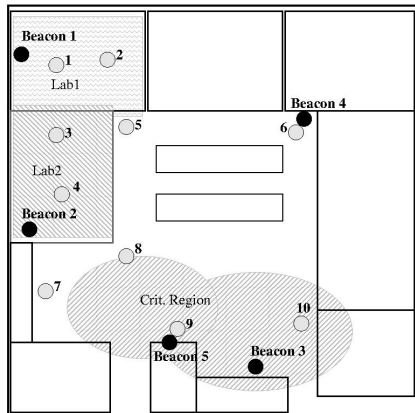 Beacon 1
1
2
Lab1
Beacon 4
3
5
6
Lab2
4
Beacon 2
8
7
Crit. Region
10
9
Beacon 5
Beacon 3